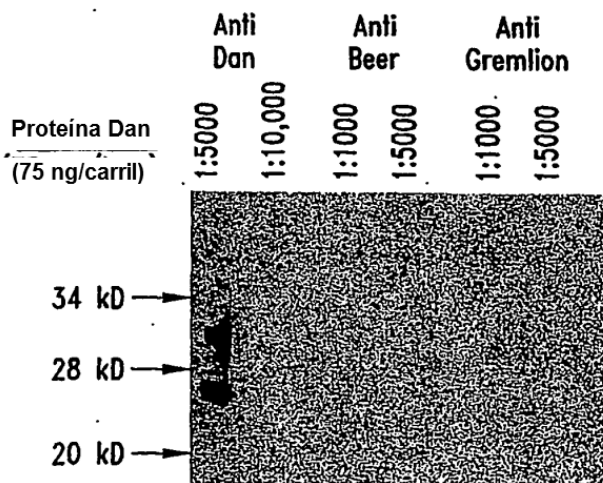 Anti Anti Anti
Dan Beer Gremlion
1:5000 1:10,000 1:1000 1:5000 1:1000 1:5000
Proteína Dan
(75 ng/carril)
34 kD
28 kD
20 kD